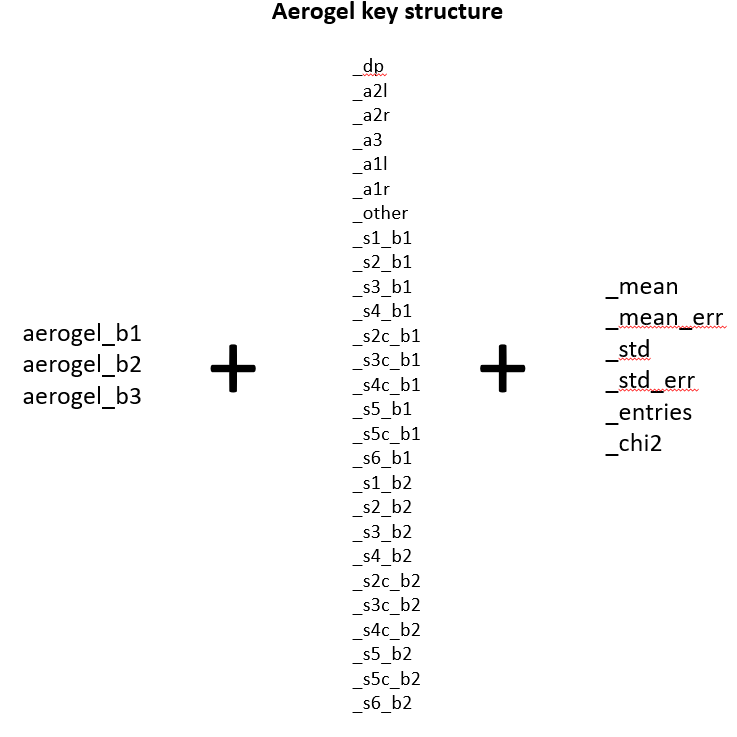 Aerogel key structure
aerogel_b1
aerogel_b2
aerogel_b3
+
_dp
_a2l
_a2r
_a3
_a1l
_a1r
_other
_s1_b1
_s2_b1
_s3_b1
_s4_b1
_s2c_b1
_s3c_b1
_s4c_b1
_s5_b1
_s5c_b1
_s6_b1
_s1_b2
_s2_b2
_s3_b2
_s4_b2
_s2c_b2
_s3c_b2
_s4c_b2
_s5_b2
_s5c_b2
_s6_b2
+
_mean
_mean_err
_std
_std_err
_entries
_chi2